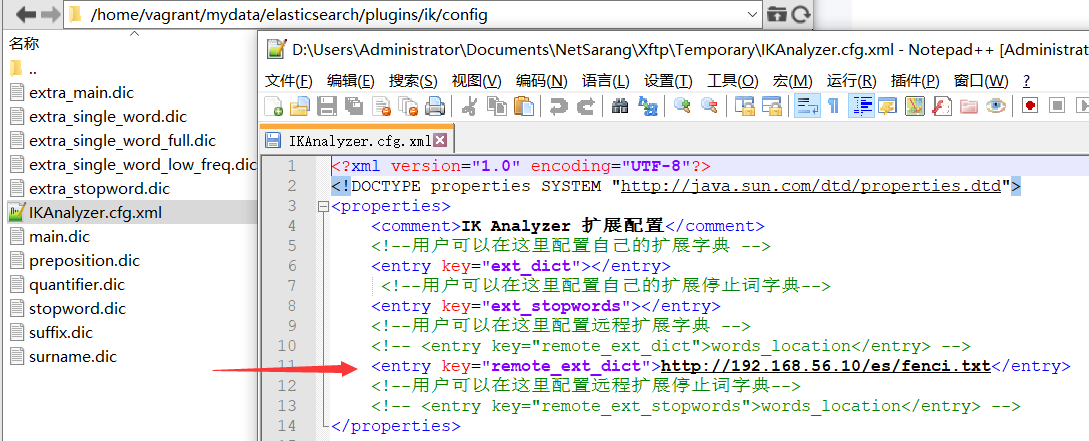 /home/vagrant/mydata/elasticsearch/plugins/ik/config
名称
..
extra_main.dic
extra_single_word.dic
extra_single_word_full.dic
extra_single_word_low_freq.dic
extra_stopword.dic
IKAnalyzer.cfg.xml
main.dic
preposition.dic
quantifier.dic
stopword.dic
suffix.dic
surname.dic
D:\Users\Administrator\Documents\NetSarang\Xftp\Temporary\IKAnalyzer.cfg.xml - Notepad++ [Administrat
文件(F) 编辑(E) 搜索(S) 视图(V) 编码(N) 语言(L) 设置(T) 工具(O) 宏(M) 运行(R) 插件(P) 窗口(W) ?
IKAnalyzer.cfg.xml
1 <?xml version="1.0" encoding="UTF-8"?>
2 <!DOCTYPE properties SYSTEM "http://java.sun.com/dtd/properties.dtd">
3 <properties>
4 <comment>IK Analyzer 扩展配置</comment>
5 <!--用户可以在这里配置自己的扩展字典 -->
6 <entry key="ext_dict"></entry>
7 <!--用户可以在这里配置自己的扩展停止词字典-->
8 <entry key="ext_stopwords"></entry>
9 <!--用户可以在这里配置远程扩展字典 -->
10 <!-- <entry key="remote_ext_dict">words_location</entry> -->
11 <entry key="remote_ext_dict">http://192.168.56.10/es/fenci.txt</entry>
12 <!--用户可以在这里配置远程扩展停止词字典-->
13 <!-- <entry key="remote_ext_stopwords">words_location</entry> -->
14 </properties>